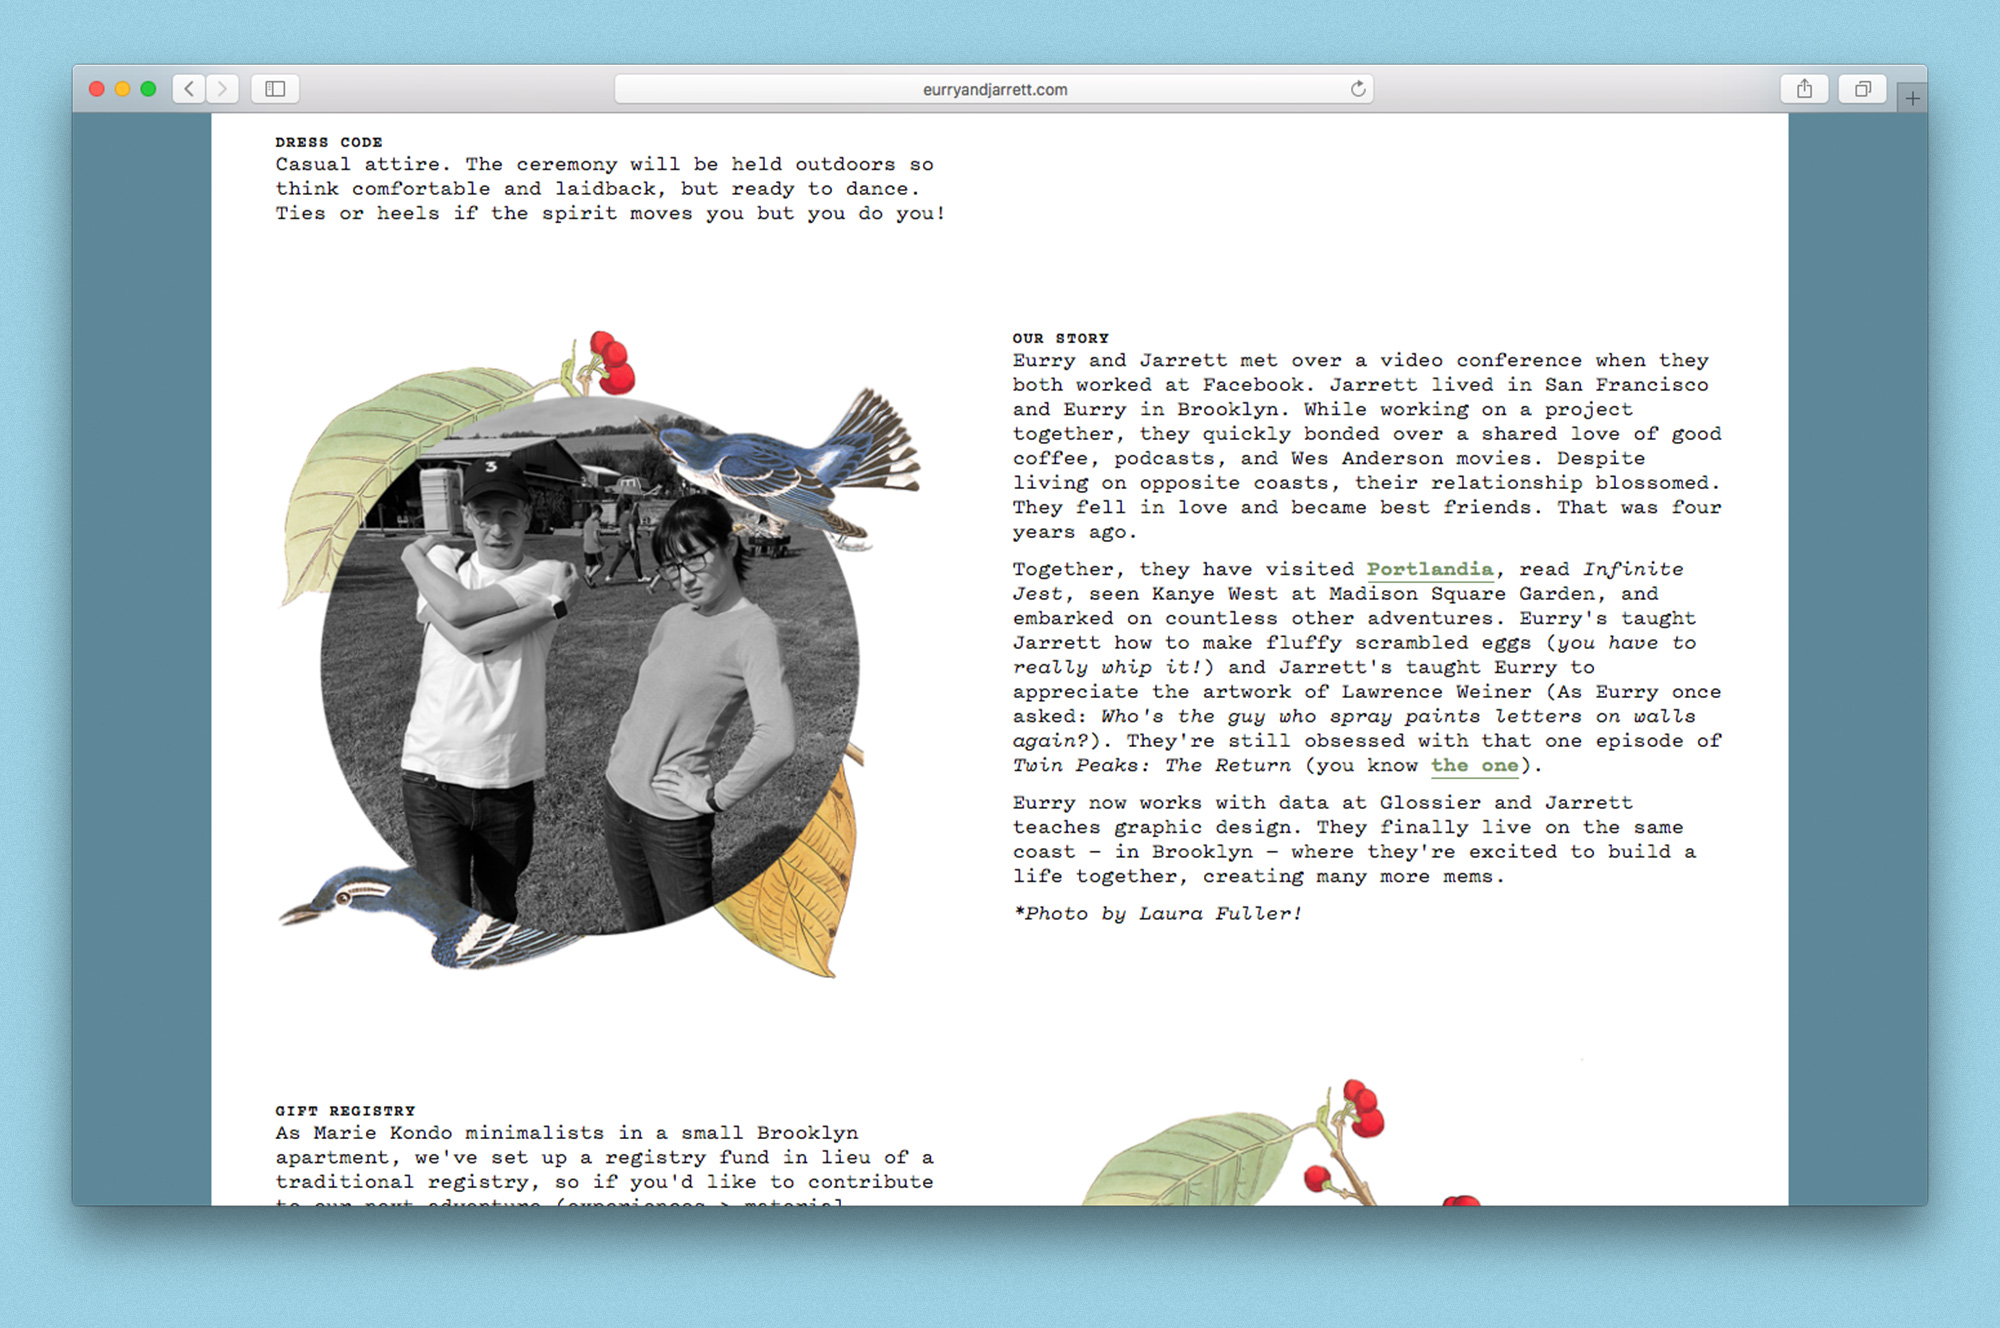 eurryandjarrett.com
DRESS CODE
Casual attire. The ceremony will be held outdoors so
think comfortable and laidback, but ready to dance.
Ties or heels if the spirit moves you but you do you!
3
OUR STORY
Eurry and Jarrett met over a video conference when they
both worked at Facebook. Jarrett lived in San Francisco
and Eurry in Brooklyn. While working on a project
together, they quickly bonded over a shared love of good
coffee, podcasts, and Wes Anderson movies. Despite
living on opposite coasts, their relationship blossomed.
They fell in love and became best friends. That was four
years ago.
Together, they have visited Portlandia, read Infinite
Jest, seen Kanye West at Madison Square Garden, and
embarked on countless other adventures. Eurry's taught
Jarrett how to make fluffy scrambled eggs (you have to
really whip it!) and Jarrett's taught Eurry to
appreciate the artwork of Lawrence Weiner (As Eurry once
asked: Who's the guy who spray paints letters on walls
again?). They're still obsessed with that one episode of
Twin Peaks: The Return (you know the one).
Eurry now works with data at Glossier and Jarrett
teaches graphic design. They finally live on the same
coast – in Brooklyn – where they're excited to build a
life together, creating many more mems.
*Photo by Laura Fuller!
GIFT REGISTRY
As Marie Kondo minimalists in a small Brooklyn
apartment, we've set up a registry fund in lieu of a
traditional registry, so if you'd like to contribute
to our next adventure (experiences > material